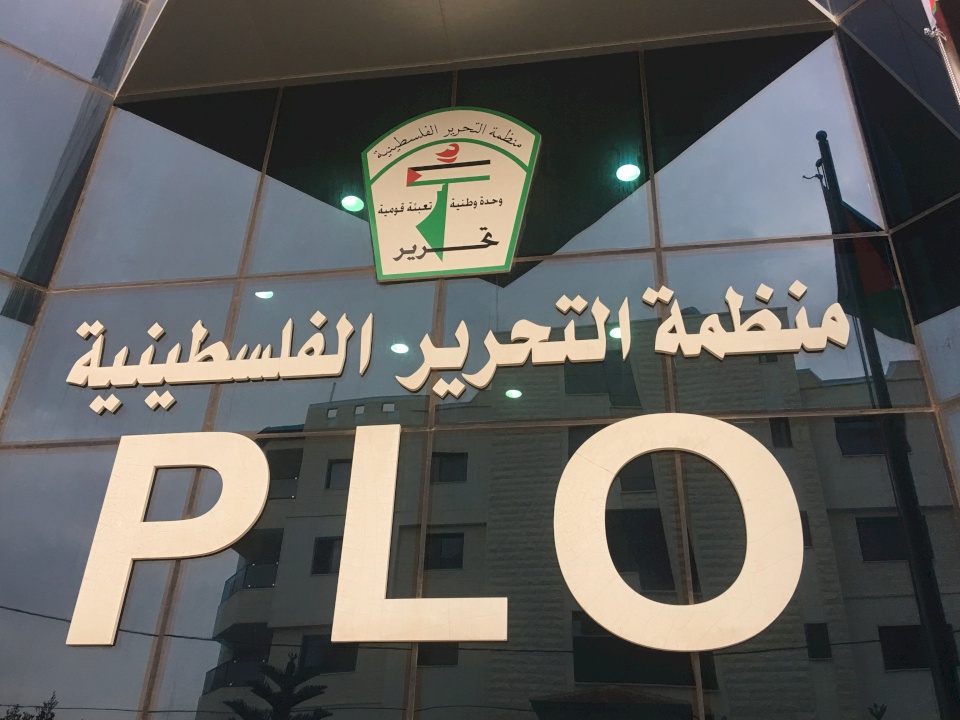 منظمة التحرير الفلسطينية
وحدة وطنية تعبئة قومية
تحرير
منظمة التحرير الفلسطينية
PLO